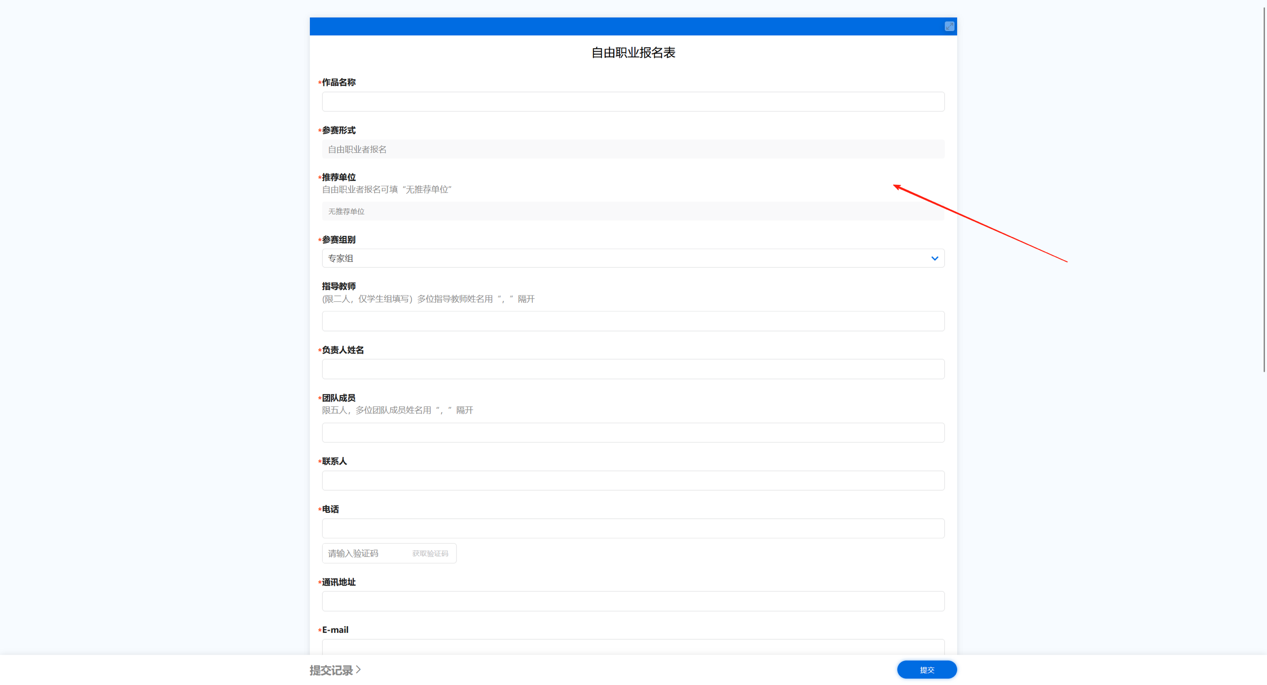 自由职业报名表
*作品名称
*参赛形式
自由职业者报名
*推荐单位
自由职业者报名可填“无推荐单位”
无推荐单位
*参赛组别
专家组
指导教师
(限二人，仅学生组填写）多位指导教师姓名用“，”隔开
*负责人姓名
*团队成员
限五人，多位团队成员姓名用“，”隔开
*联系人
*电话
请输入验证码 获取验证码
*通讯地址
*E-mail
提交记录 提交